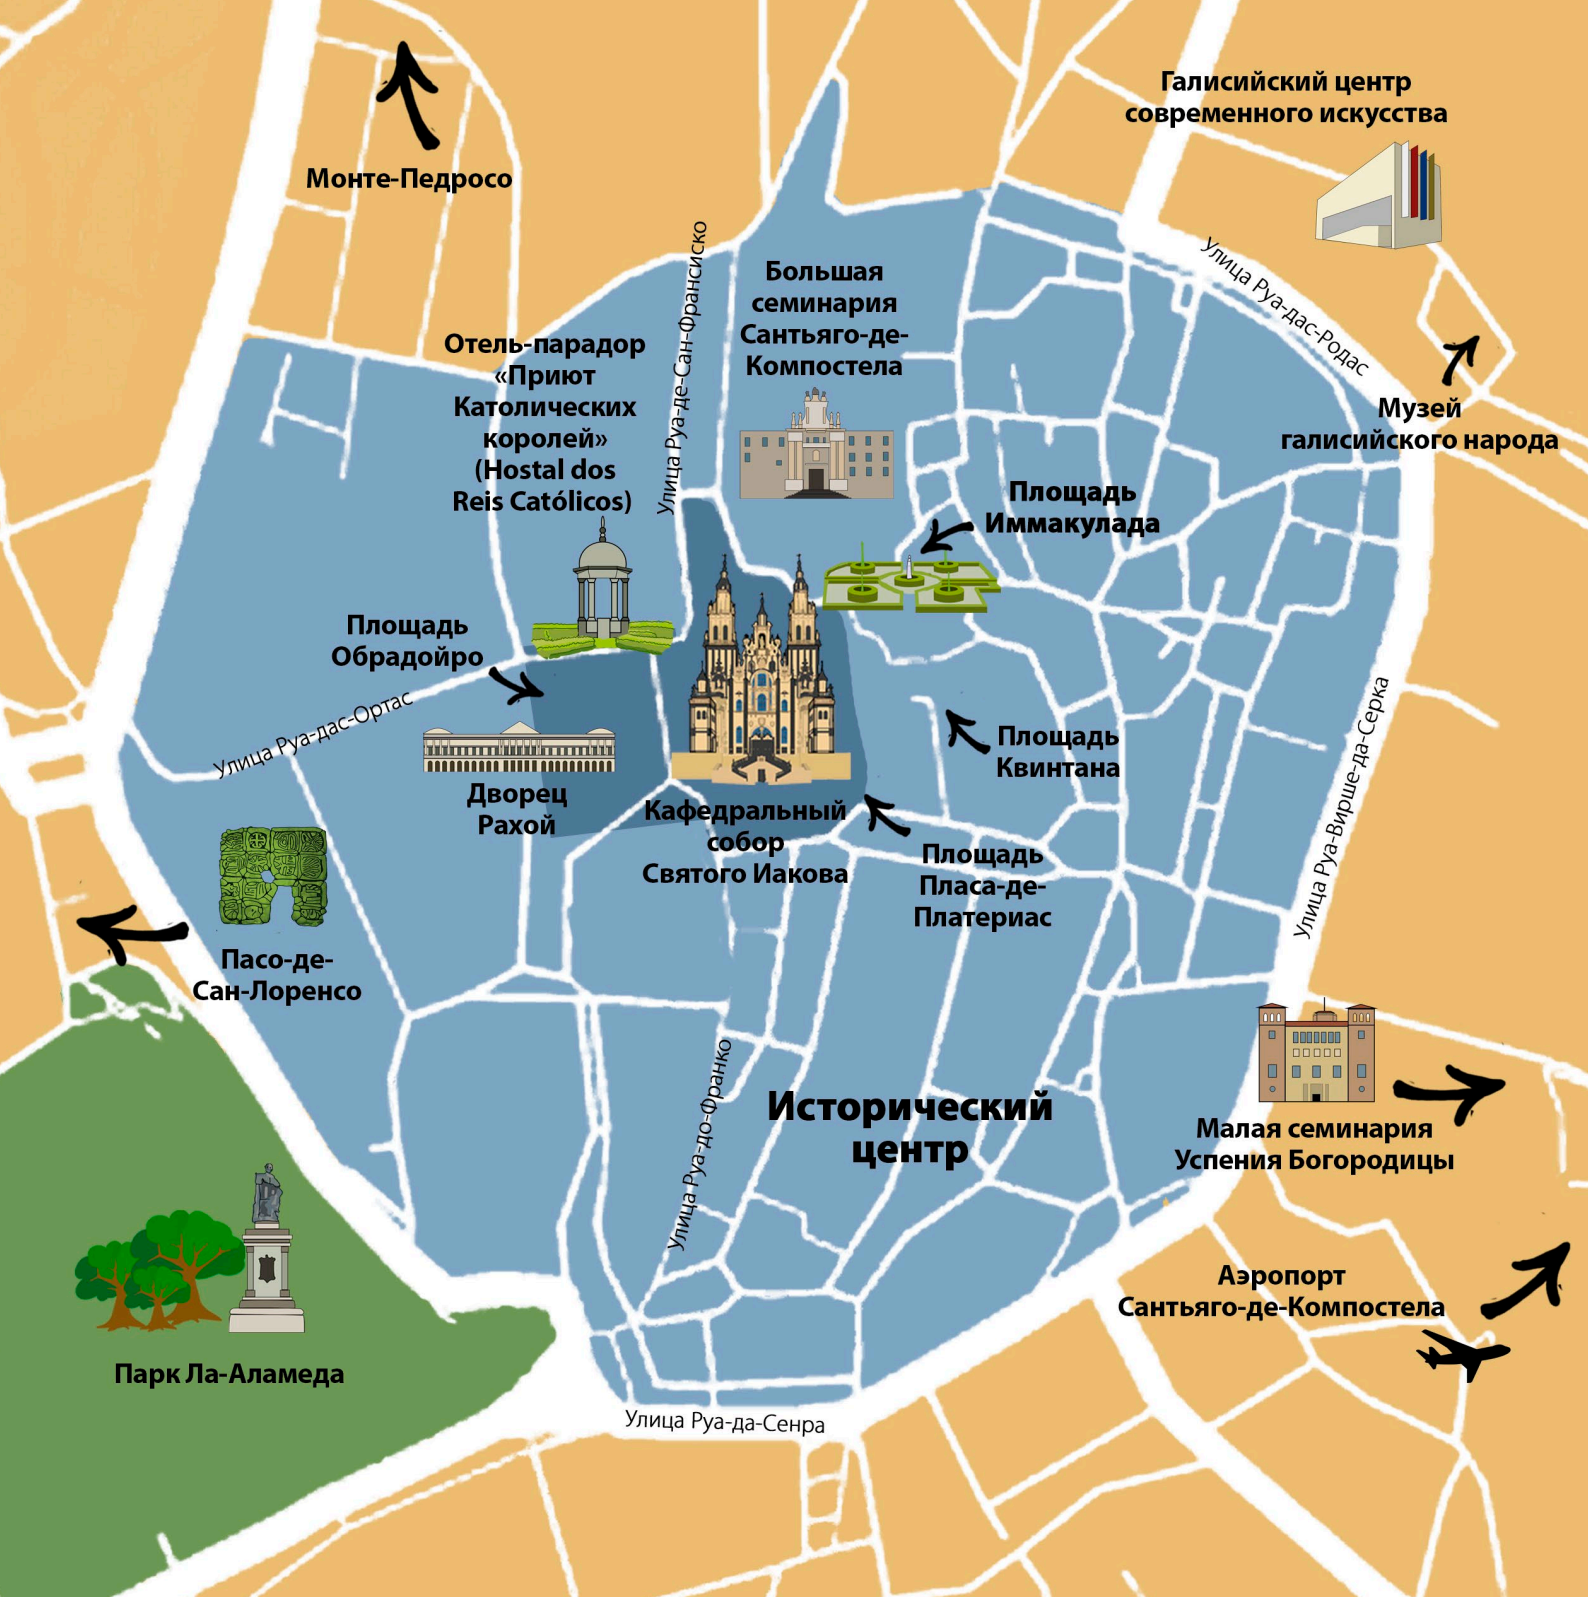 Галисийский центр
современного искусства
Монте-Педросо
Улица Руа-де-Сан-Франсиско
Улица Руа-дас-Родас
Большая
семинария
Сантьяго-де-
Компостела
Отель-парадор
«Приют
Католических
королей»
(Hostal dos
Reis Católicos)
Музей
галисийского народа
Площадь
Иммакулада
Площадь
Обрадойро
Улица Руа-дас-Ортас
Площадь
Квинтана
Улица Руа-Вирше-да-Серка
Дворец
Рахой
Кафедральный
собор
Святого Иакова
Площадь
Пласа-де-
Платериас
Пасо-де-
Сан-Лоренсо
Улица Руа-до-Франко
Исторический
центр
Малая семинария
Успения Богородицы
Аэропорт
Сантьяго-де-Компостела
Парк Ла-Аламеда
Улица Руа-да-Сенра